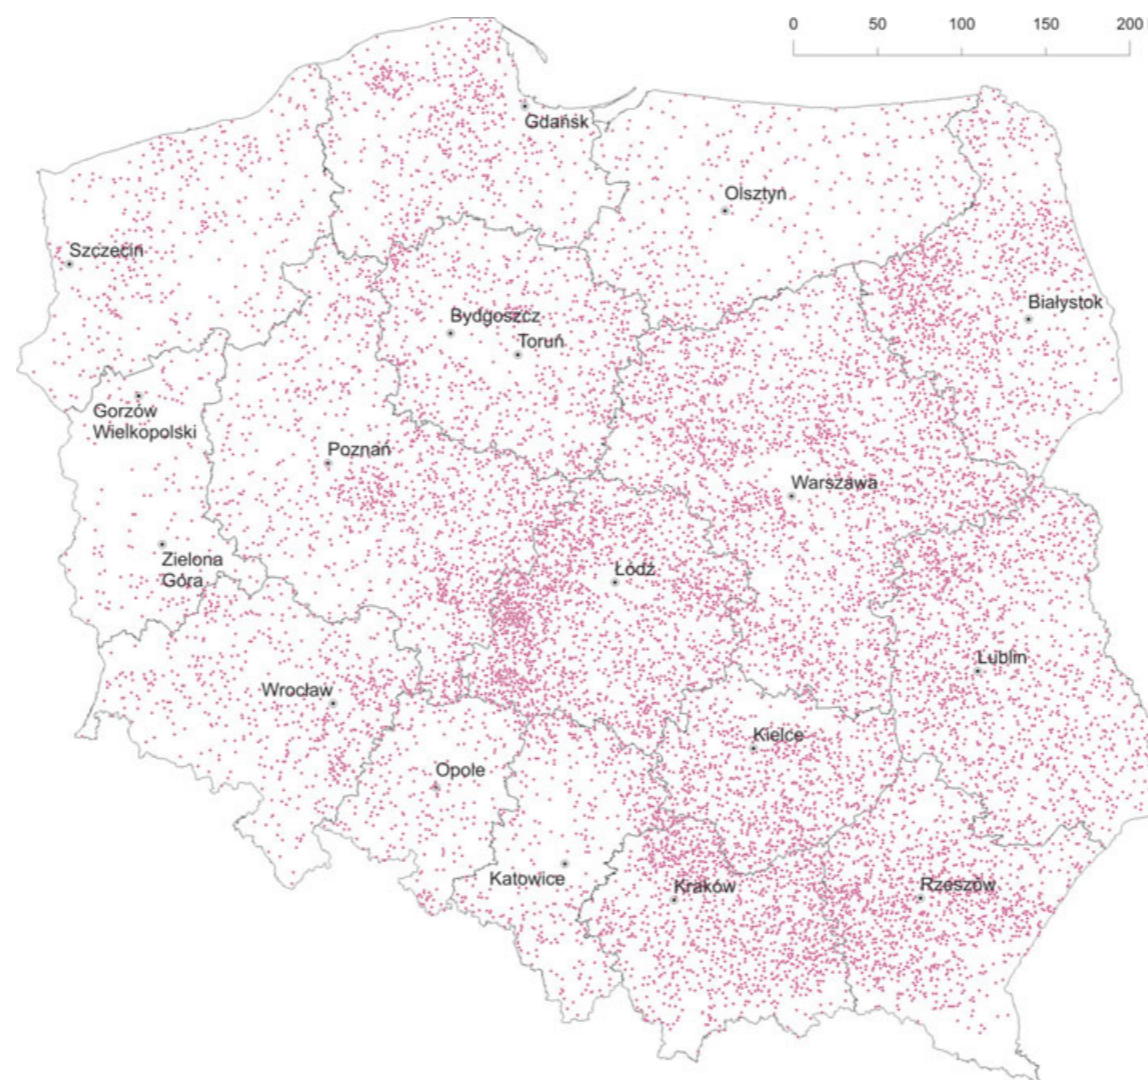 0 50 100 150 200
Gdańsk
Olsztyn
Szczecin
Białystok
Bydgoszcz
Toruń
Gorzów
Wielkopolski
Poznań
Warszawa
Zielona
Góra
Łódź
Lublin
Wrocław
Kielce
Opole
Katowice
Kraków
Rzeszów